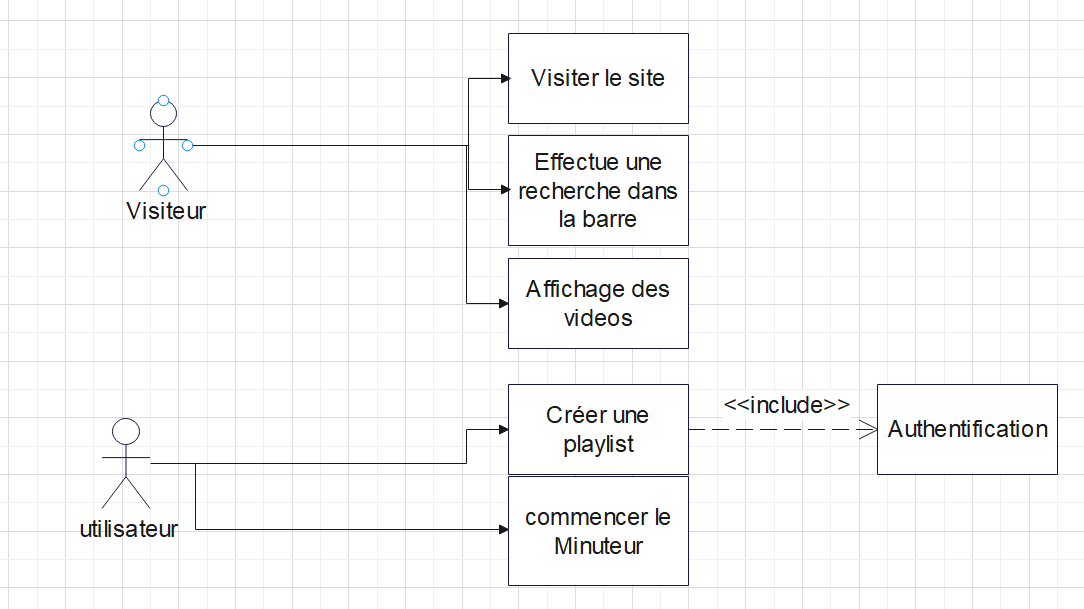 Visiter le site
Effectue une
recherche dans
la barre
Visiteur
Affichage des
videos
Créer une
playlist
<<include>>
Authentification
utilisateur
commencer le
Minuteur